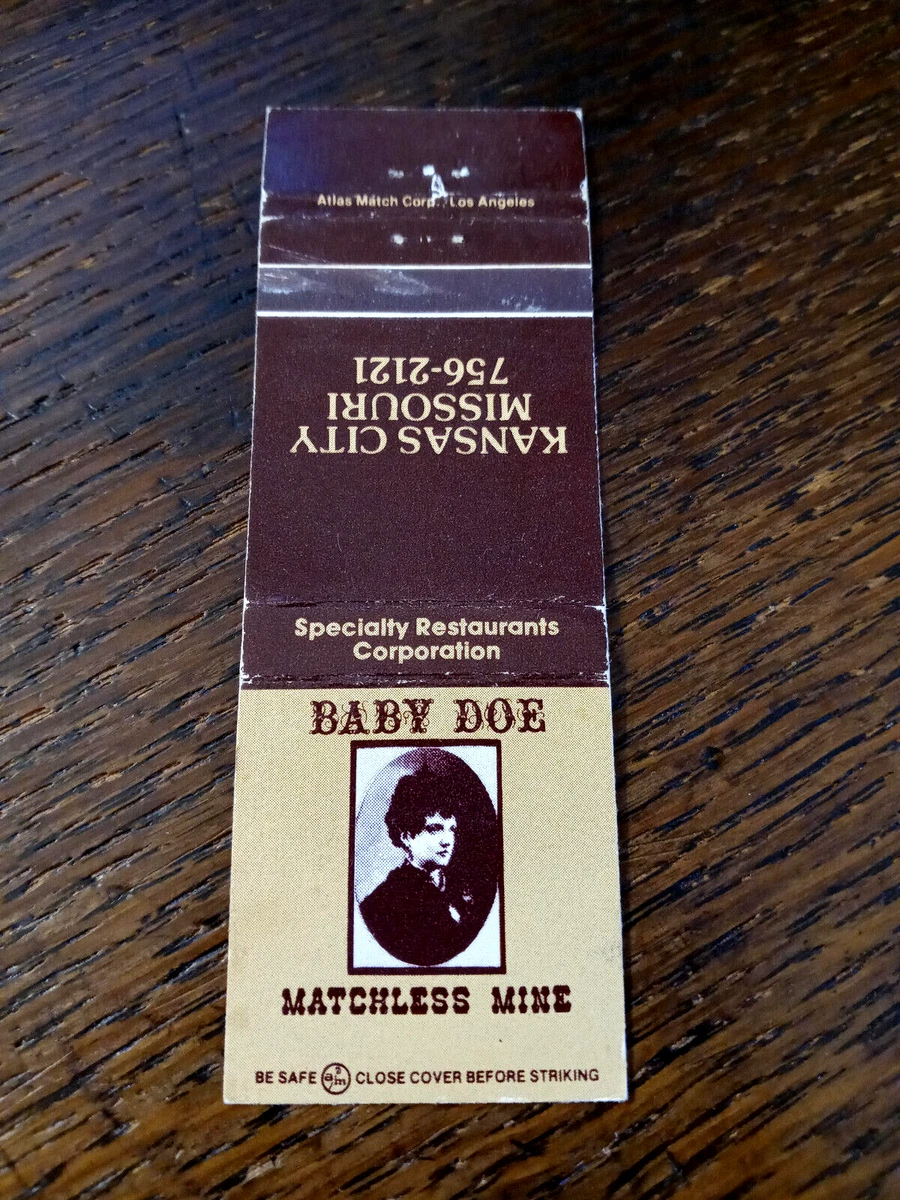 Atlas Match Corp., Los Angeles
KANSAS CITY
MISSOURI
756-2121
Specialty Restaurants
Corporation
BABY DOE
MATCHLESS MINE
BE SAFE a2m CLOSE COVER BEFORE STRIKING